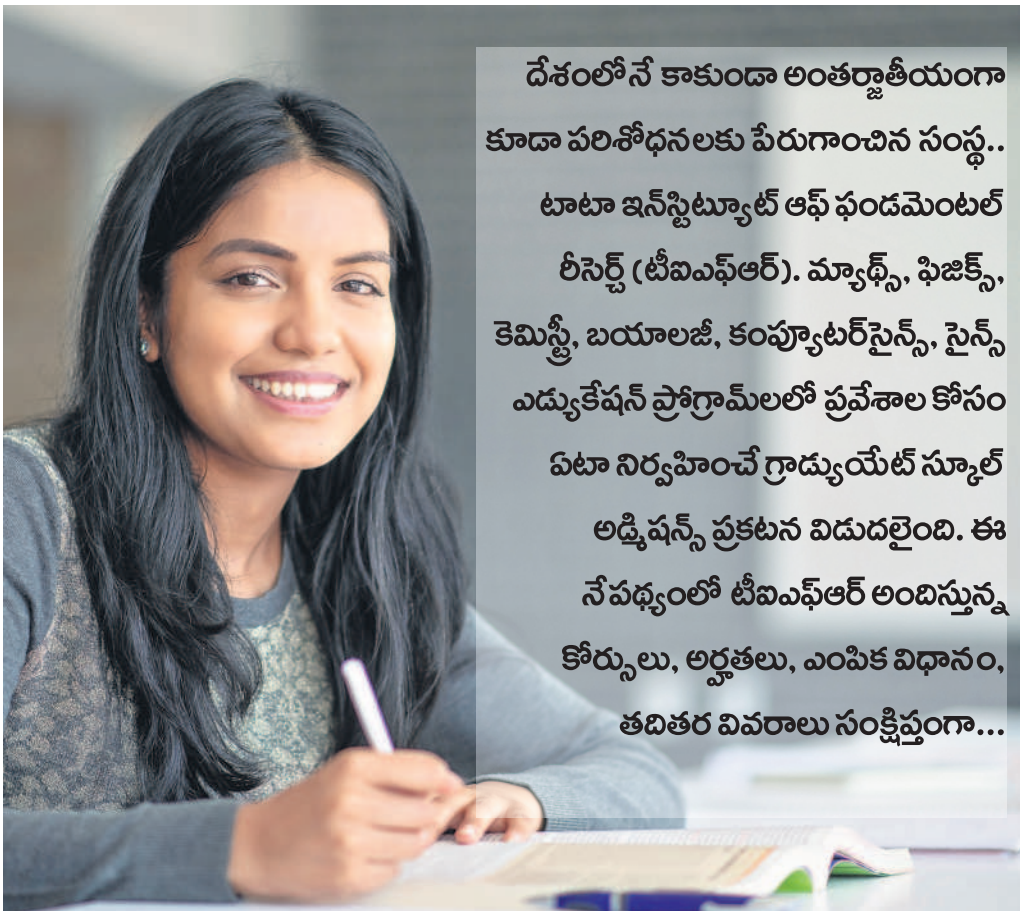 దేశంలోనే కాకుండా అంతర్జాతీయంగా
కూడా పరిశోధనలకు పేరుగాంచిన సంస్థ..
టాటా ఇన్‌స్టిట్యూట్ ఆఫ్ ఫండమెంటల్
రీసెర్చ్ (టీఐఎఫ్‌ఆర్). మ్యాథ్స్, ఫిజిక్స్,
కెమిస్ట్రీ, బయాలజీ, కంప్యూటర్‌సైన్స్, సైన్స్
ఎడ్యుకేషన్ ప్రోగ్రామ్‌లలో ప్రవేశాల కోసం
ఏటా నిర్వహించే గ్రాడ్యుయేట్ స్కూల్
అడ్మిషన్స్ ప్రకటన విడుదలైంది. ఈ
నేపథ్యంలో టీఐఎఫ్‌ఆర్ అందిస్తున్న
కోర్సులు, అర్హతలు, ఎంపిక విధానం,
తదితర వివరాలు సంక్షిప్తంగా...